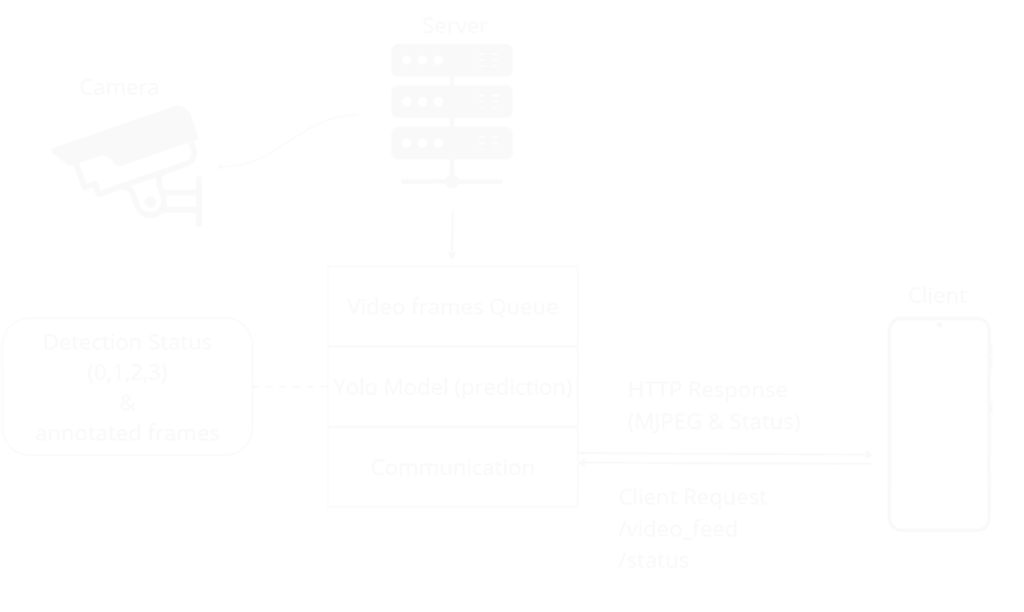 Server
Camera
Video frames Queue
Client
Detection Status
(0,1,2,3)
&
annotated frames
Yolo Model (prediction)
HTTP Response
(MJPEG & Status)
Communication
Client Request
/video_feed
/status